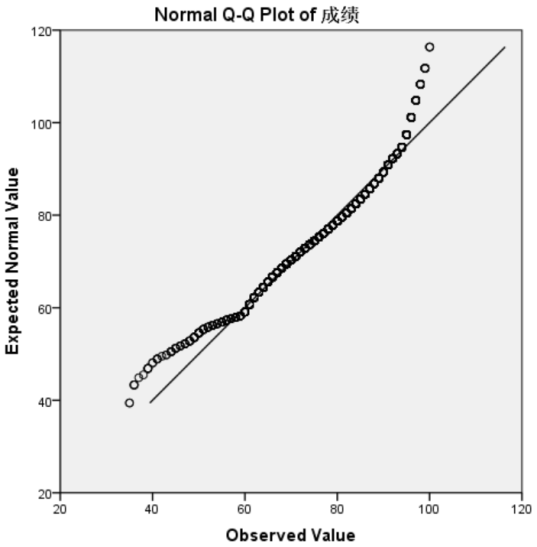 Normal Q-Q Plot of 成绩
120
100
80
60
40
20
Expected Normal Value
20 40 60 80 100 120
Observed Value